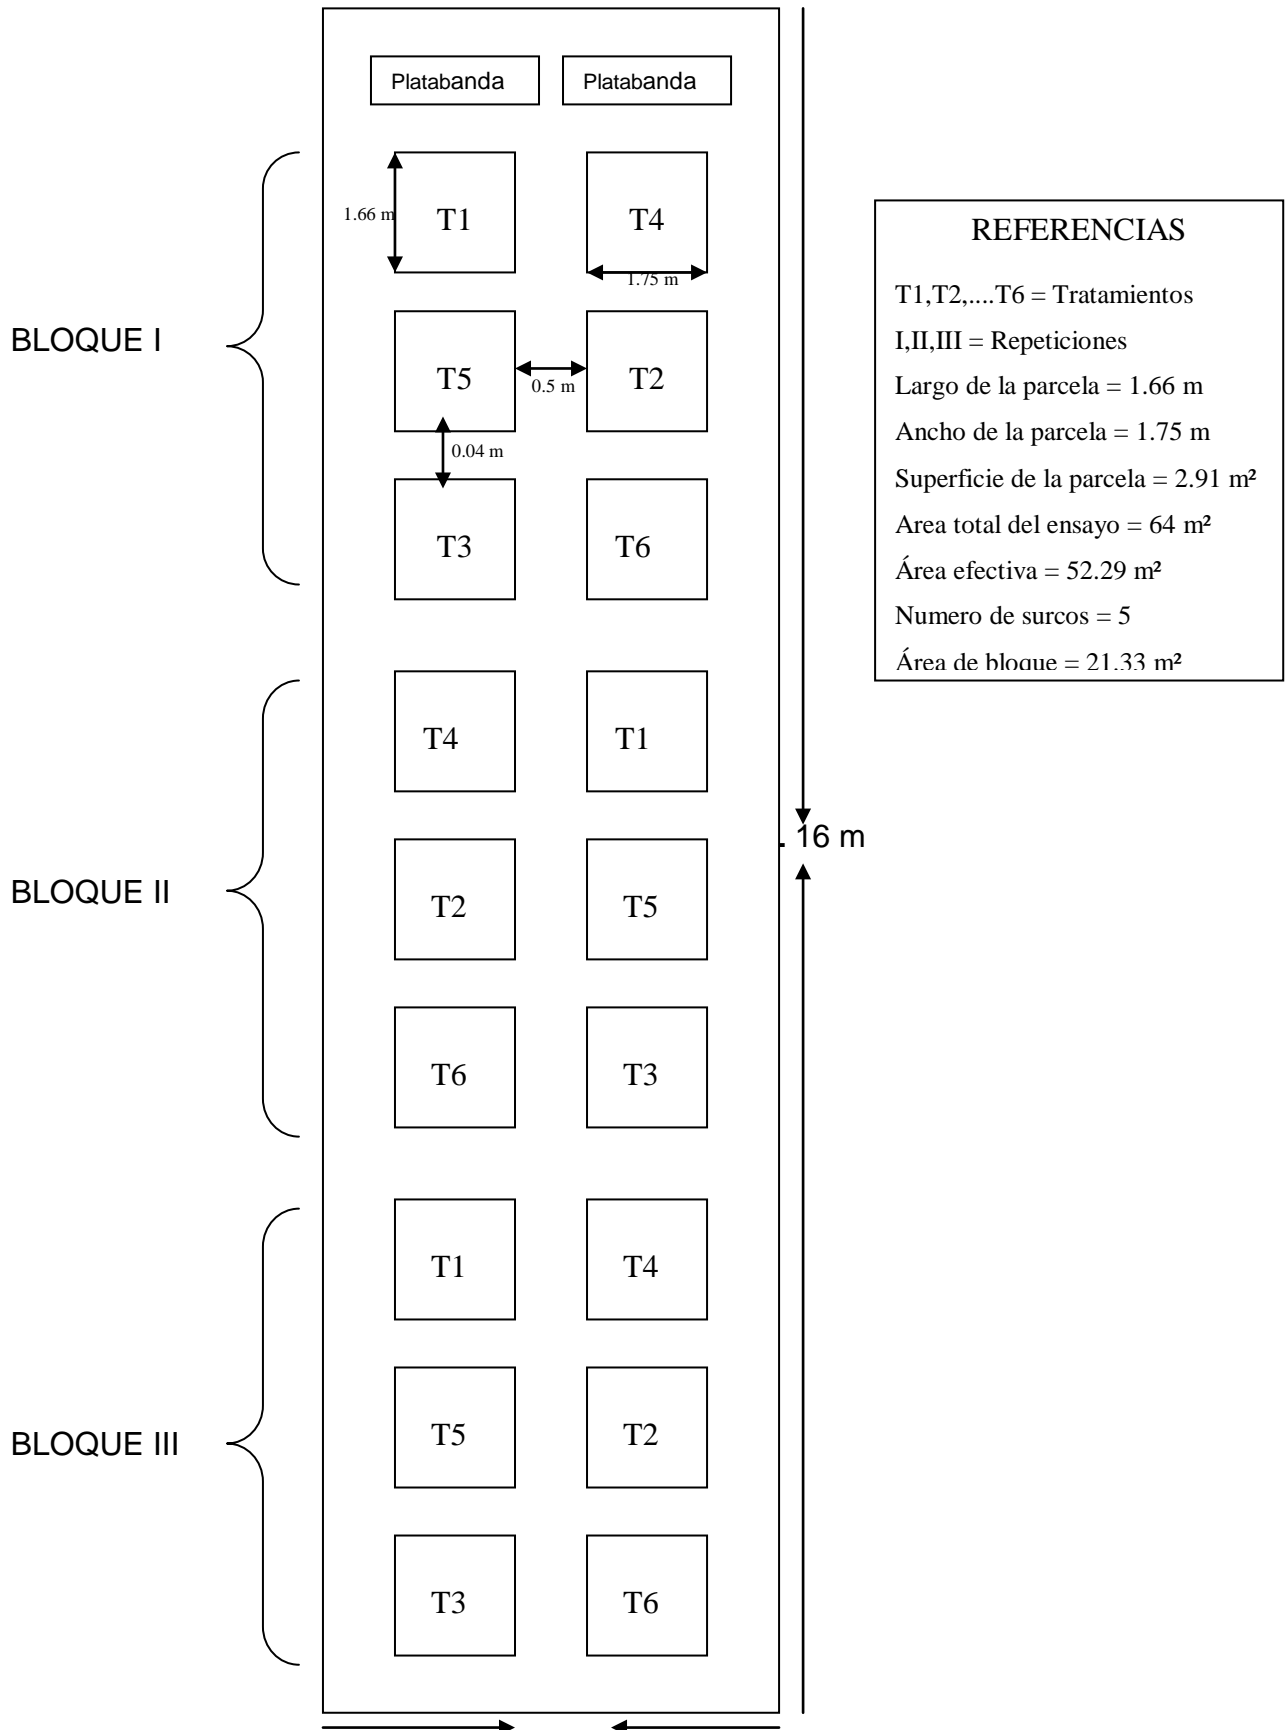 Platabanda Platabanda
1.66 m T1 T4
1.75 m
BLOQUE I
T5 0.5 m T2
0.04 m
T3 T6
REFERENCIAS
T1,T2,....T6 = Tratamientos
I,II,III = Repeticiones
Largo de la parcela = 1.66 m
Ancho de la parcela = 1.75 m
Superficie de la parcela = 2.91 m²
Area total del ensayo = 64 m²
Área efectiva = 52.29 m²
Numero de surcos = 5
Área de bloque = 21.33 m²
T4 T1
. 16 m
BLOQUE II
T2 T5
T6 T3
T1 T4
BLOQUE III
T5 T2
T3 T6